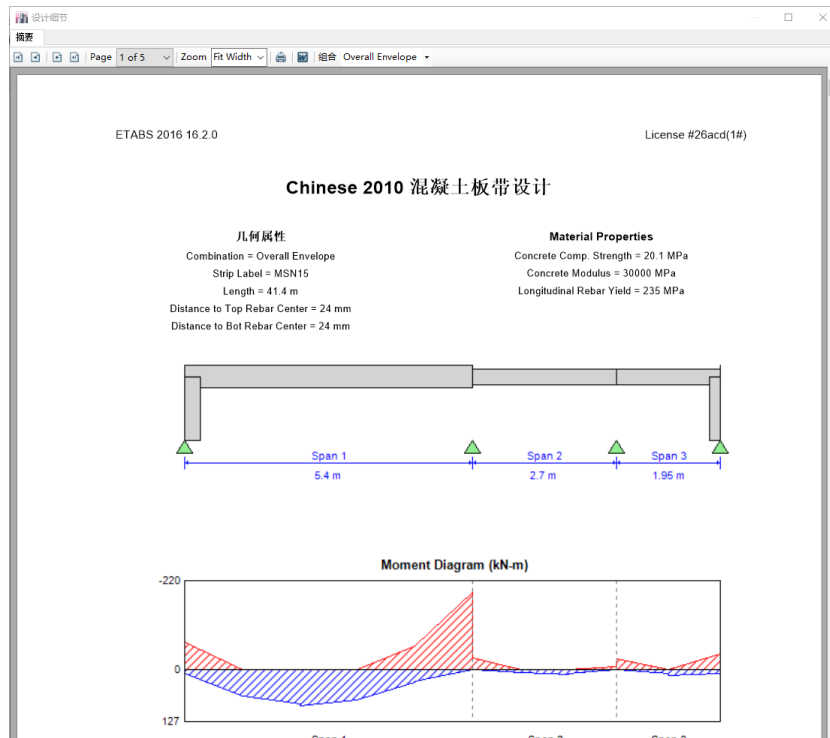 设计细节
摘要
Page 1 of 5 Zoom Fit Width 组合 Overall Envelope
ETABS 2016 16.2.0 License #26acd(1#)
Chinese 2010 混凝土板带设计
几何属性
Combination = Overall Envelope
Strip Label = MSN15
Length = 41.4 m
Distance to Top Rebar Center = 24 mm
Distance to Bot Rebar Center = 24 mm
Material Properties
Concrete Comp. Strength = 20.1 MPa
Concrete Modulus = 30000 MPa
Longitudinal Rebar Yield = 235 MPa
Span 1 Span 2 Span 3
5.4 m 2.7 m 1.95 m
Moment Diagram (kN-m)
-220
0
127